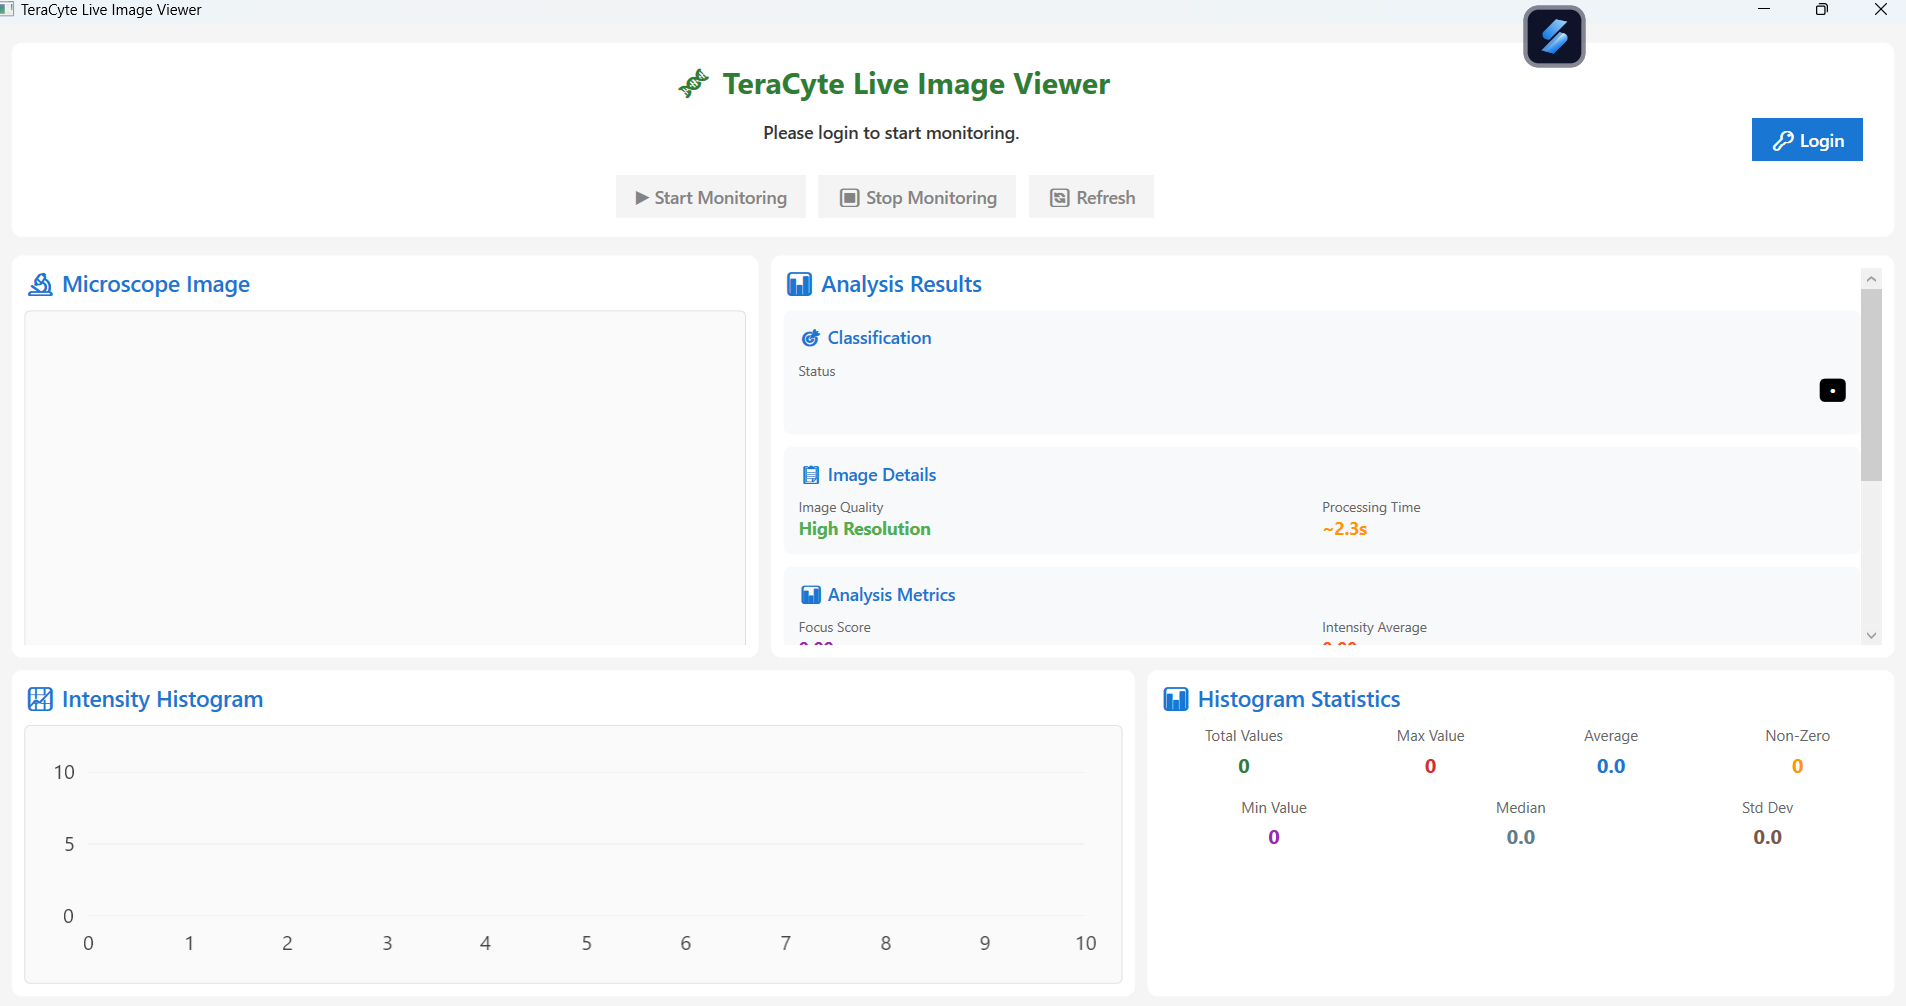 TeraCyte Live Image Viewer
TeraCyte Live Image Viewer
Please login to start monitoring.
Login
Start Monitoring
Stop Monitoring
Refresh
Microscope Image
Analysis Results
Classification
Status
Image Details
Image Quality
Processing Time
High Resolution
~2.3s
Analysis Metrics
Focus Score
Intensity Average
Intensity Histogram
10
5
0
0 1 2 3 4 5 6 7 8 9 10
Histogram Statistics
Total Values
Max Value
Average
Non-Zero
0
0
0.0
0
Min Value
Median
Std Dev
0
0.0
0.0